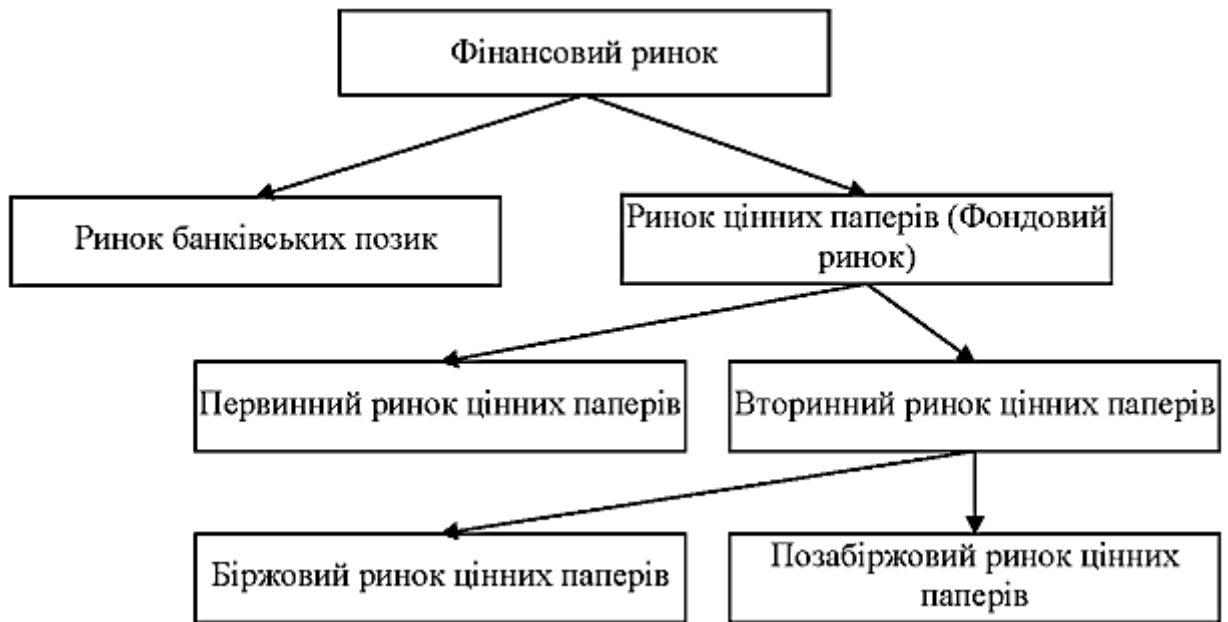 Фінансовий ринок
Ринок банківських позик
Ринок цінних паперів (Фондовий
ринок)
Первинний ринок цінних паперів
Вторинний ринок цінних паперів
Біржовий ринок цінних паперів
Позабіржовий ринок цінних
паперів